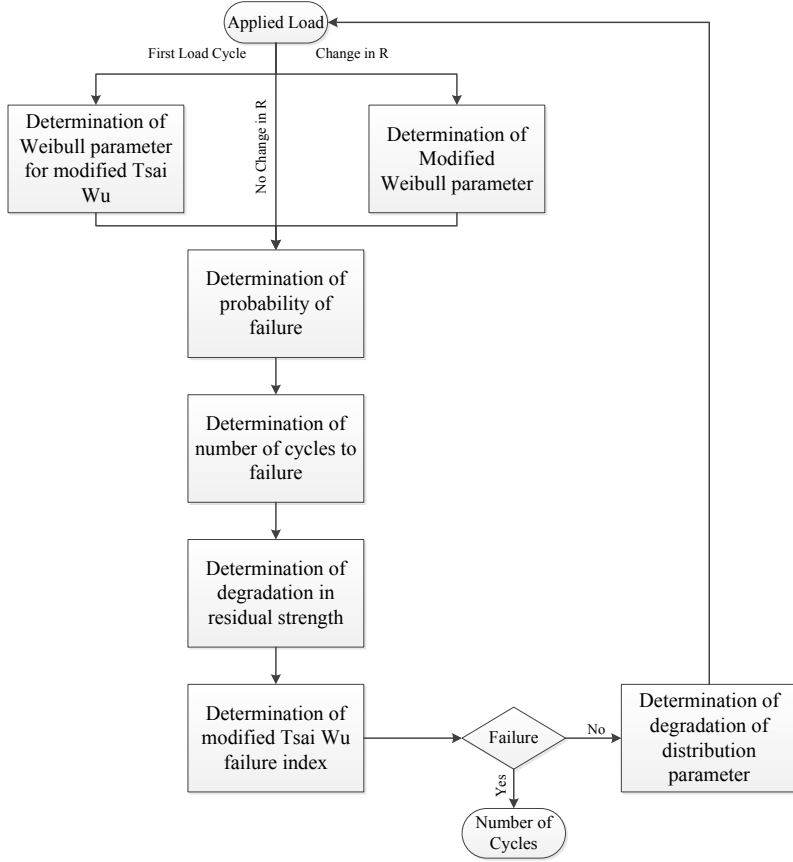 Applied Load
First Load Cycle
Change in R
No Change in R
Determination of
Weibull parameter
for modified Tsai
Wu
Determination of
Modified
Weibull parameter
Determination of
probability of
failure
Determination of
number of cycles to
failure
Determination of
degradation in
residual strength
Determination of
modified Tsai Wu
failure index
Failure
No
Yes
Determination of
degradation of
distribution
parameter
Number of
Cycles